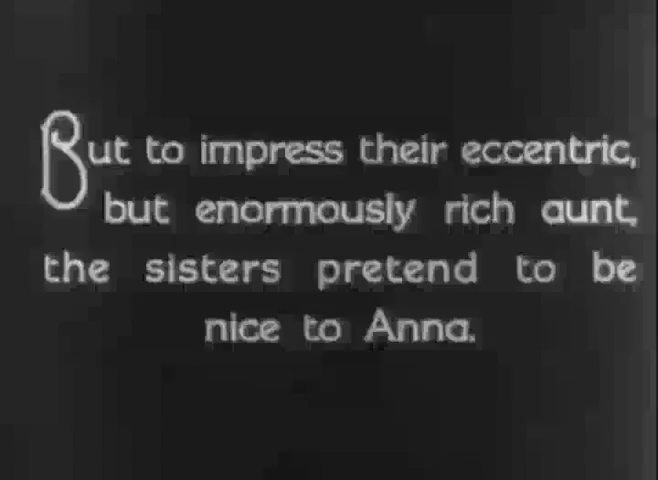 But to impress their eccentric,
but enormously rich aunt,
the sisters pretend to be
nice to Anna.